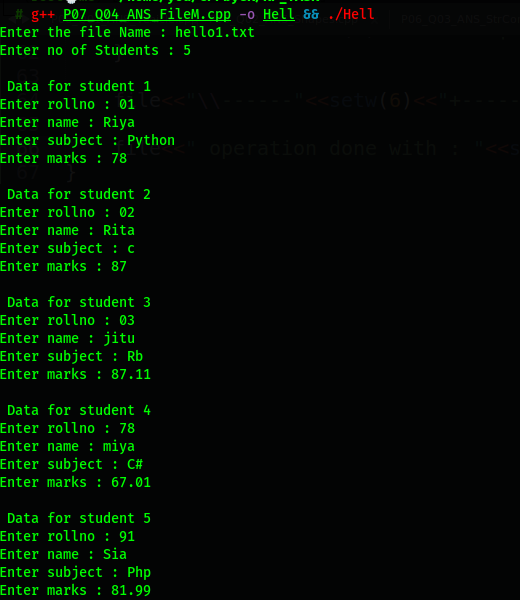 # g++ P07_Q04_ANS_FileM.cpp -o Hell && ./Hell
Enter the file Name : hello1.txt
Enter no of Students : 5
Data for student 1
Enter rollno : 01
Enter name : Riya
Enter subject : Python
Enter marks : 78
Data for student 2
Enter rollno : 02
Enter name : Rita
Enter subject : c
Enter marks : 87
Data for student 3
Enter rollno : 03
Enter name : jitu
Enter subject : Rb
Enter marks : 87.11
Data for student 4
Enter rollno : 78
Enter name : miya
Enter subject : C#
Enter marks : 67.01
Data for student 5
Enter rollno : 91
Enter name : Sia
Enter subject : Php
Enter marks : 81.99